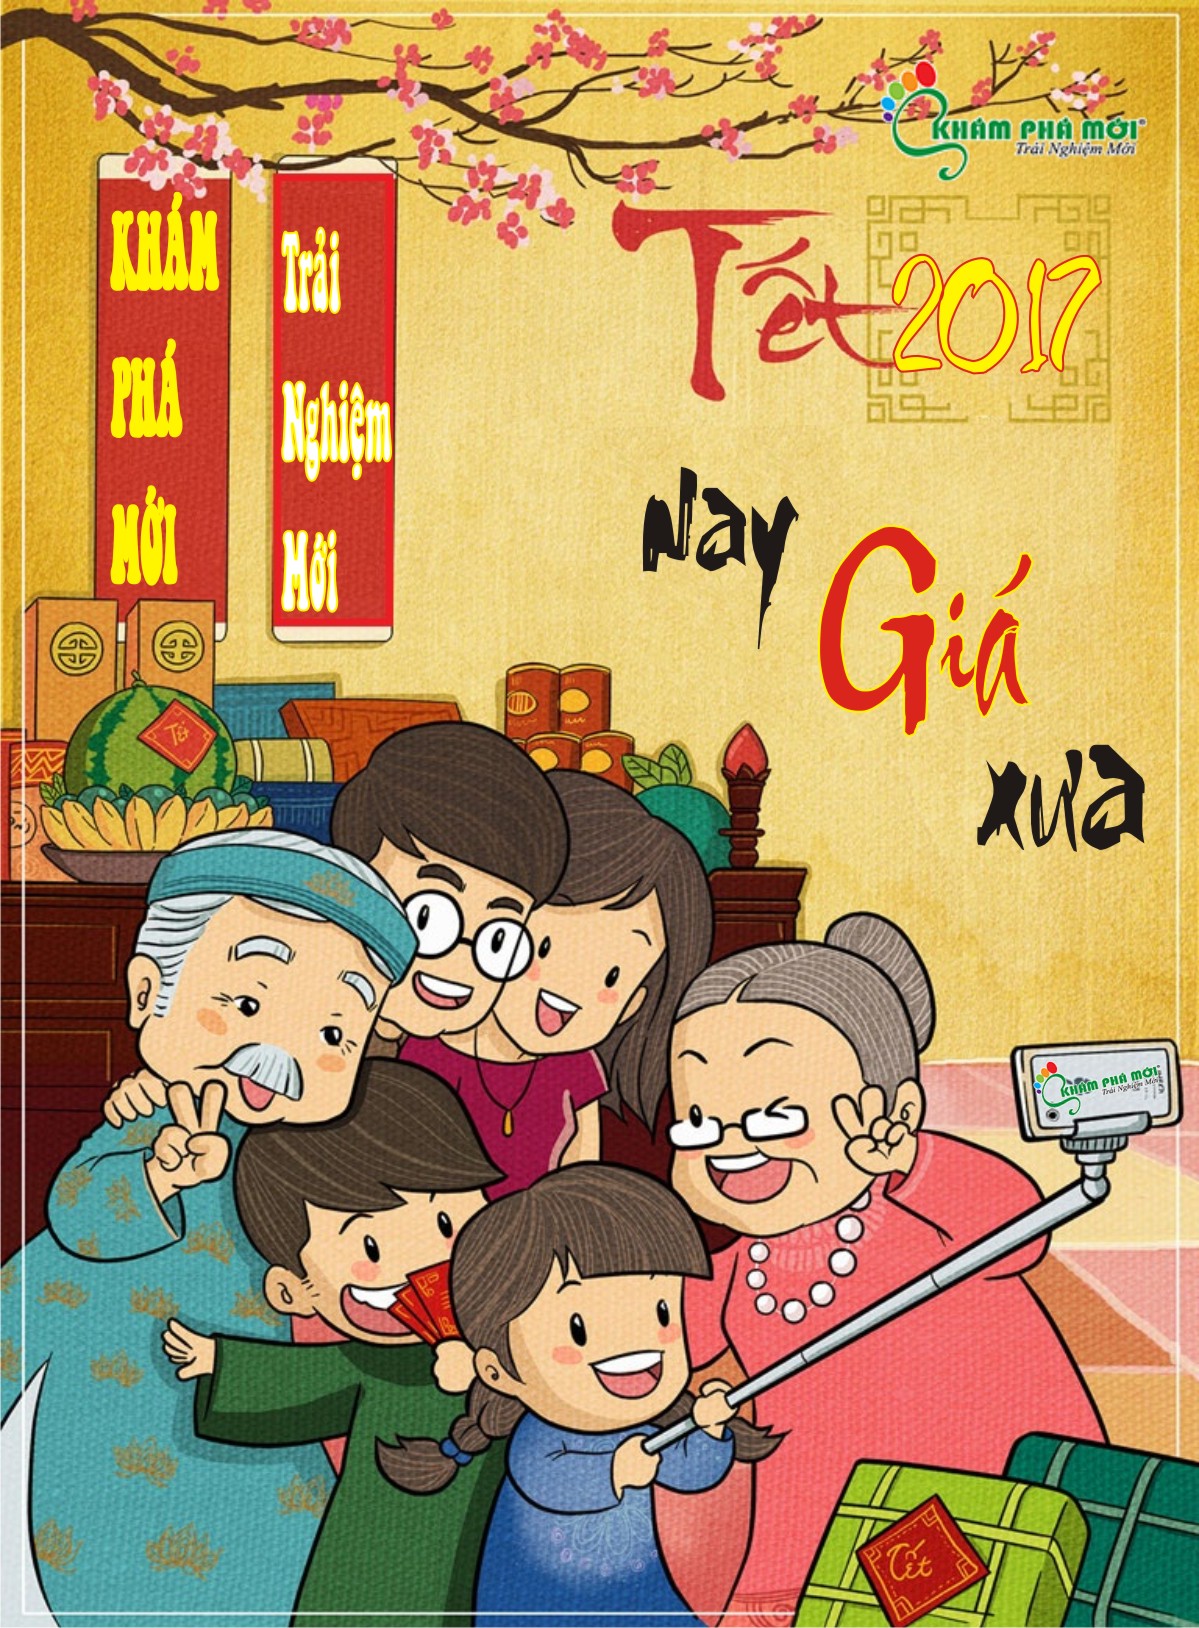 KHÁM PHÁ MỚI®
Trải Nghiệm Mới
KHÁM
PHÁ
MỚI
Trải
Nghiệm
Mới
Tết 2017
Nay
Giá
xưa
Tết
KHÁM PHÁ MỚI
Trải Nghiệm Mới
Tết